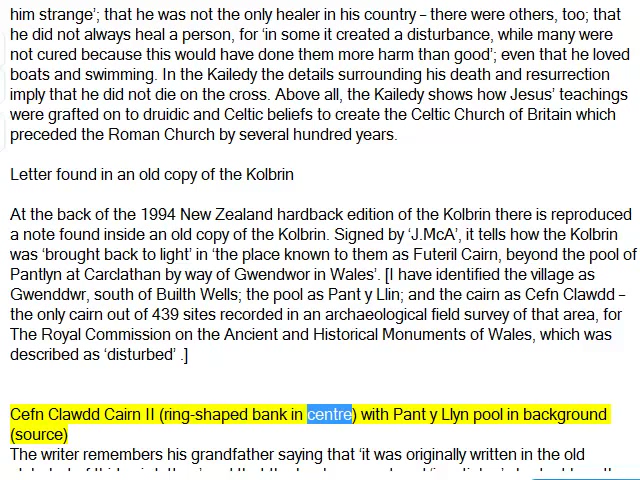 him strange’; that he was not the only healer in his country – there were others, too; that
he did not always heal a person, for ‘in some it created a disturbance, while many were
not cured because this would have done them more harm than good’; even that he loved
boats and swimming. In the Kailedy the details surrounding his death and resurrection
imply that he did not die on the cross. Above all, the Kailedy shows how Jesus’ teachings
were grafted on to druidic and Celtic beliefs to create the Celtic Church of Britain which
preceded the Roman Church by several hundred years.
Letter found in an old copy of the Kolbrin
At the back of the 1994 New Zealand hardback edition of the Kolbrin there is reproduced
a note found inside an old copy of the Kolbrin. Signed by ‘J.McA’, it tells how the Kolbrin
was ‘brought back to light’ in ‘the place known to them as Futeril Cairn, beyond the pool of
Pantlyn at Carclathan by way of Gwendwor in Wales’. [I have identified the village as
Gwenddwr, south of Builth Wells; the pool as Pant y Llin; and the cairn as Cefn Clawdd –
the only cairn out of 439 sites recorded in an archaeological field survey of that area, for
The Royal Commission on the Ancient and Historical Monuments of Wales, which was
described as ‘disturbed’ .]
Cefn Clawdd Cairn II (ring-shaped bank in centre) with Pant y Llyn pool in background
(source)
The writer remembers his grandfather saying that ‘it was originally written in the old